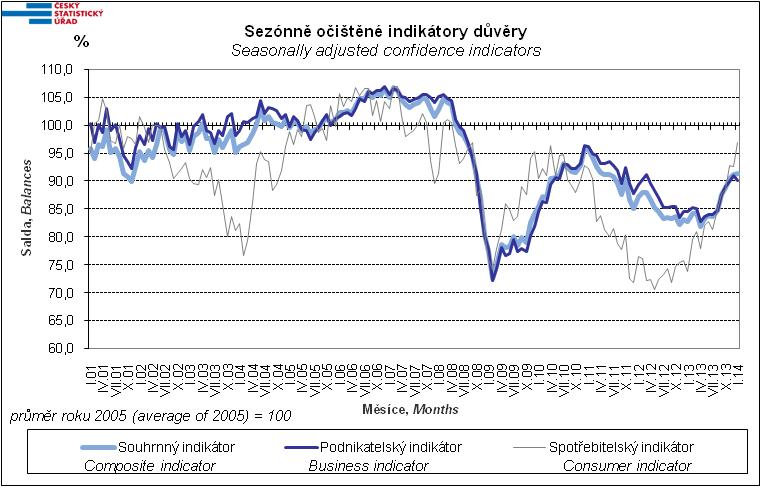 ČESKÝ
STATISTICKÝ
ÚŘAD
Sezónně očištěné indikátory důvěry
Seasonally adjusted confidence indicators
%
110,0
105,0
100,0
95,0
90,0
85,0
80,0
75,0
70,0
65,0
60,0
Salda, Balances
I.01
IV.01
VII.01
X.01
I.02
IV.02
VII.02
X.02
I.03
IV.03
VII.03
X.03
I.04
IV.04
VII.04
X.04
I.05
IV.05
VII.05
X.05
I.06
IV.06
VII.06
X.06
I.07
IV.07
VII.07
X.07
I.08
IV.08
VII.08
X.08
I.09
IV.09
VII.09
X.09
I.10
IV.10
VII.10
X.10
I.11
IV.11
VII.11
X.11
I.12
IV.12
VII.12
X.12
I.13
IV.13
VII.13
X.13
I.14
Měsíce, Months
průměr roku 2005 (average of 2005) = 100
Souhrnný indikátor Podnikatelský indikátor Spotřebitelský indikátor
Composite indicator Business indicator Consumer indicator